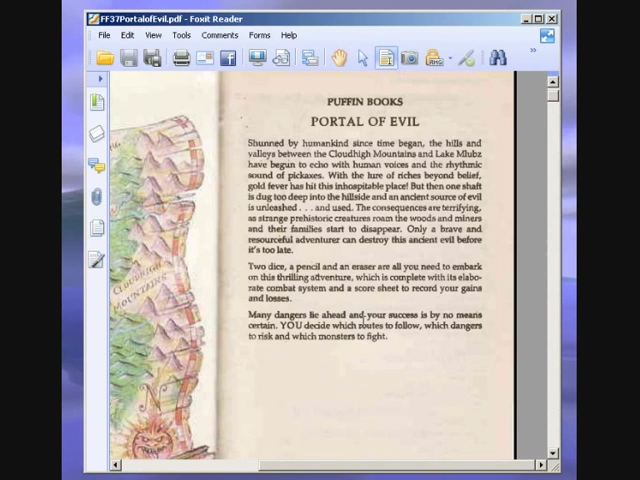 FF37PortalofEvil.pdf - Foxit Reader
File Edit View Tools Comments Forms Help
PUFFIN BOOKS
PORTAL OF EVIL
Shunned by humankind since time began, the hills and
valleys between the Cloudhigh Mountains and Lake Mlubz
have begun to echo with human voices and the rhythmic
sound of pickaxes. With the lure of riches beyond belief,
gold fever has hit this inhospitable place! But then one shaft
is dug too deep into the hillside and an ancient source of evil
is unleashed . . . and used. The consequences are terrifying,
as strange prehistoric creatures roam the woods and miners
and their families start to disappear. Only a brave and
resourceful adventurer can destroy this ancient evil before
it's too late.
Two dice, a pencil and an eraser are all you need to embark
on this thrilling adventure, which is complete with its elabo-
rate combat system and a score sheet to record your gains
and losses.
Many dangers lie ahead and your success is by no means
certain. YOU decide which routes to follow, which dangers
to risk and which monsters to fight.
CLOUDHIGH
MOUNTAINS
N